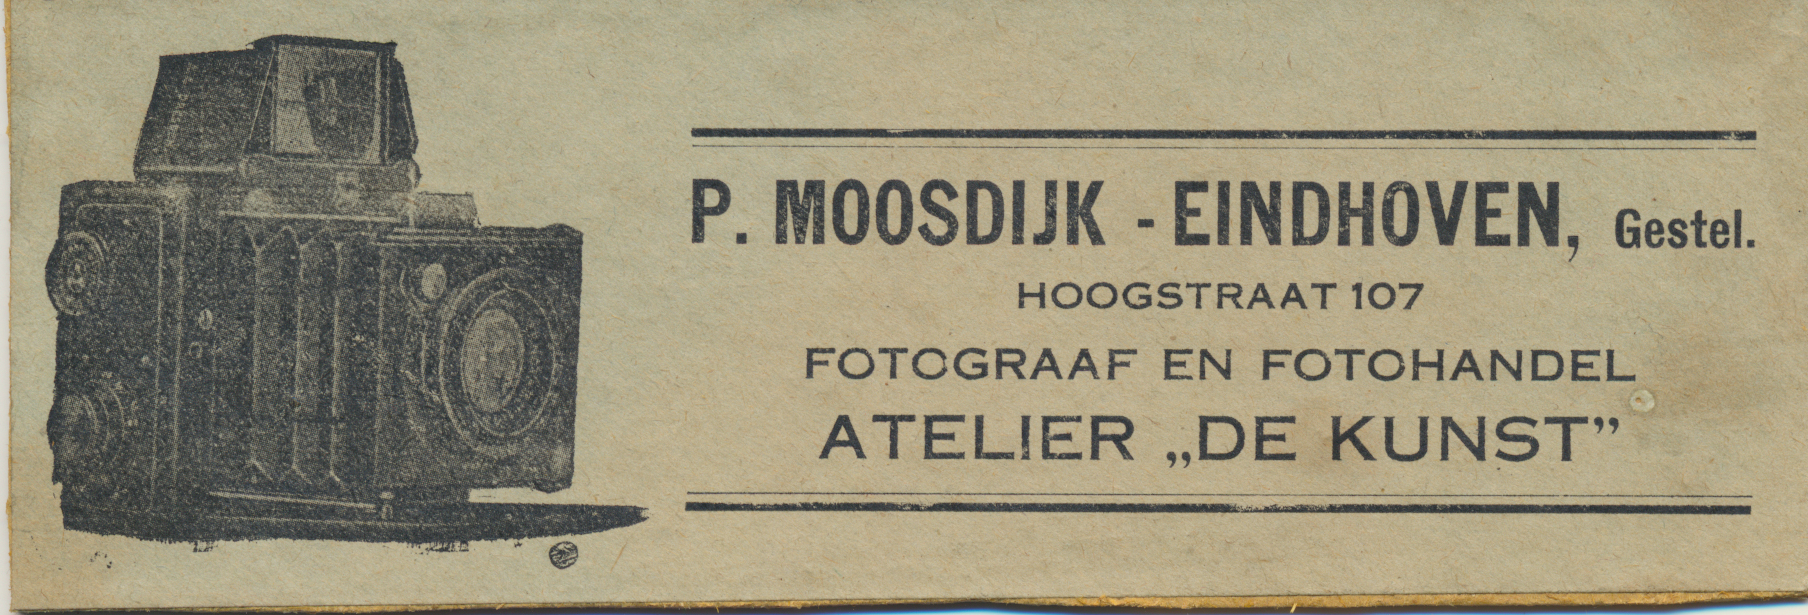 P. MOOSDIJK - EINDHOVEN, Gestel.
HOOGSTRAAT 107
FOTOGRAAF EN FOTOHANDEL
ATELIER „DE KUNST”